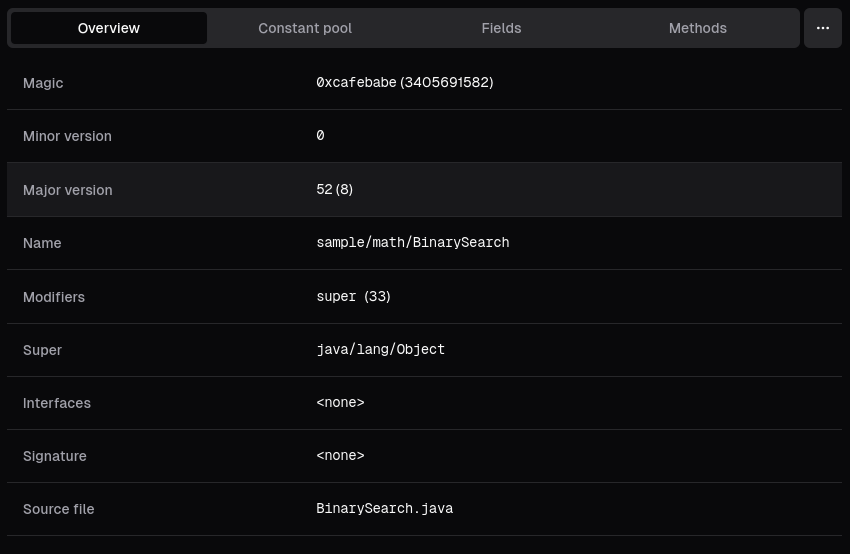 Overview Constant pool Fields Methods ...
Magic 0xcafebabe (3405691582)
Minor version 0
Major version 52 (8)
Name sample/math/BinarySearch
Modifiers super (33)
Super java/lang/Object
Interfaces <none>
Signature <none>
Source file BinarySearch.java